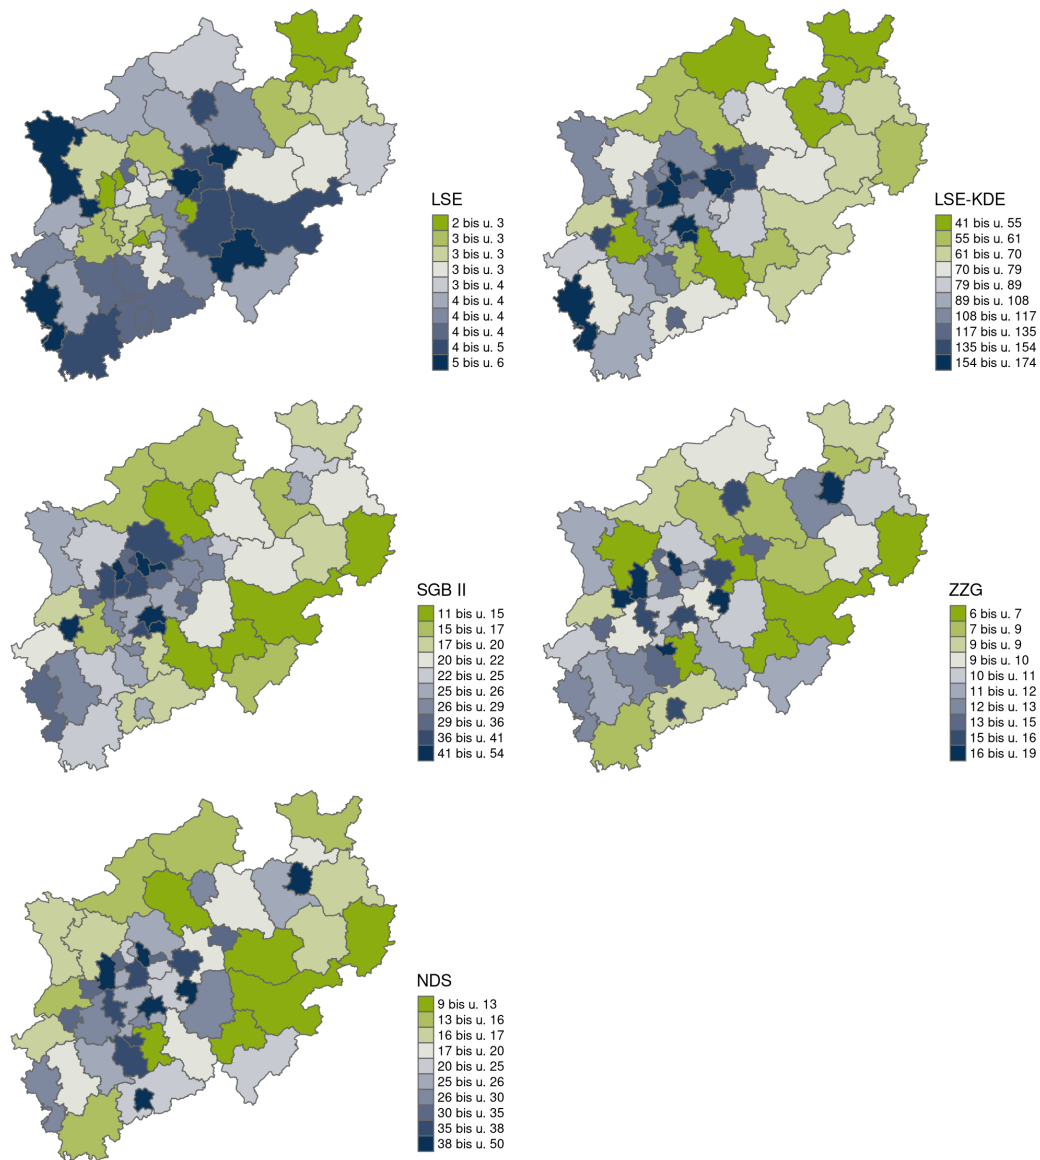 LSE
2 bis u. 3
3 bis u. 3
3 bis u. 3
3 bis u. 3
3 bis u. 4
4 bis u. 4
4 bis u. 4
4 bis u. 4
4 bis u. 5
5 bis u. 6
LSE-KDE
41 bis u. 55
55 bis u. 61
61 bis u. 70
70 bis u. 79
79 bis u. 89
89 bis u. 108
108 bis u. 117
117 bis u. 135
135 bis u. 154
154 bis u. 174
SGB II
11 bis u. 15
15 bis u. 17
17 bis u. 20
20 bis u. 22
22 bis u. 25
25 bis u. 26
26 bis u. 29
29 bis u. 36
36 bis u. 41
41 bis u. 54
ZZG
6 bis u. 7
7 bis u. 9
9 bis u. 9
9 bis u. 10
10 bis u. 11
11 bis u. 12
12 bis u. 13
13 bis u. 15
15 bis u. 16
16 bis u. 19
NDS
9 bis u. 13
13 bis u. 16
16 bis u. 17
17 bis u. 20
20 bis u. 25
25 bis u. 26
26 bis u. 30
30 bis u. 35
35 bis u. 38
38 bis u. 50